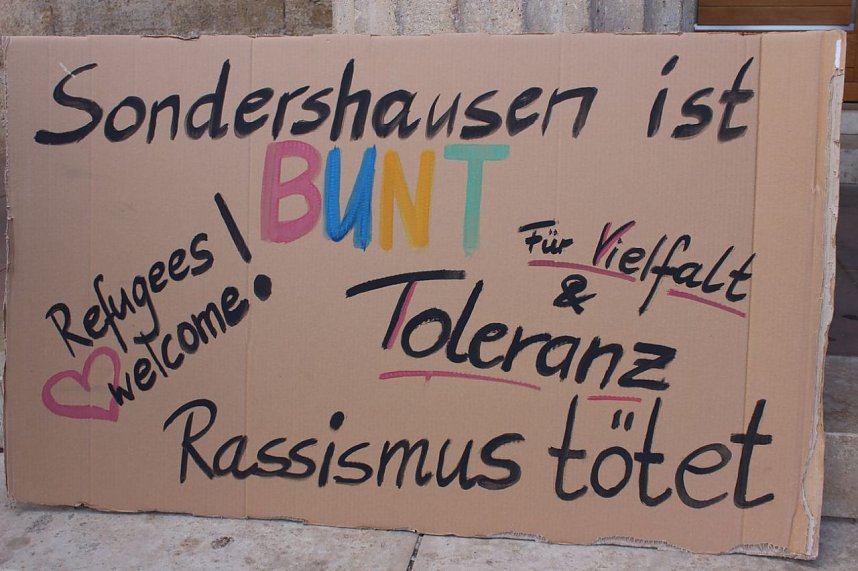 Sondershausen ist
BUNT
Refugees
welcome!
Für Vielfalt
&
Toleranz
Rassismus tötet